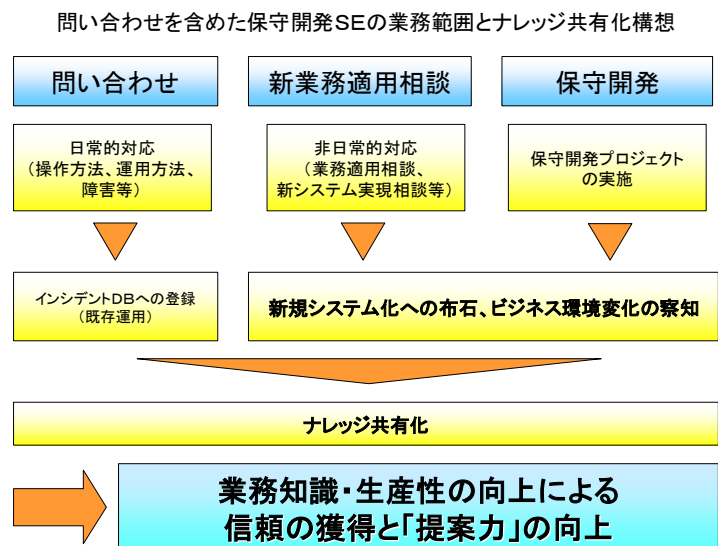 問い合わせを含めた保守開発SEの業務範囲とナレッジ共有化構想
問い合わせ
新業務適用相談
保守開発
日常的対応
（操作方法、運用方法、
障害等）
非日常的対応
（業務適用相談、
新システム実現相談等）
保守開発プロジェクト
の実施
インシデントDBへの登録
（既存運用）
新規システム化への布石、ビジネス環境変化の察知
ナレッジ共有化
業務知識・生産性の向上による
信頼の獲得と「提案力」の向上